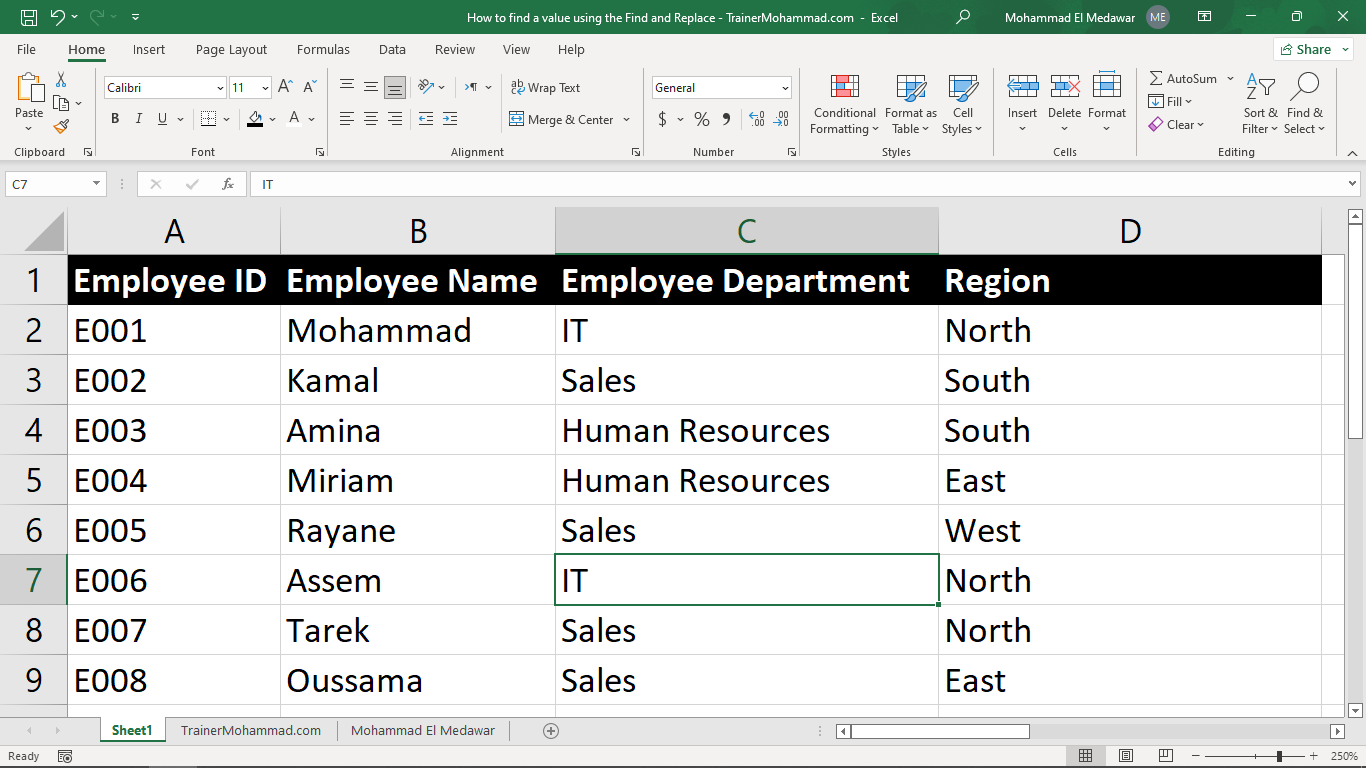 How to find a value using the Find and Replace - TrainerMohammad.com - Excel
Mohammad El Medawar ME
File Home Insert Page Layout Formulas Data Review View Help Share
Calibri 11 Wrap Text General AutoSum
Paste Conditional Formatting Format as Table Cell Styles Insert Delete Format Fill Sort & Filter Find & Select
B I U A Merge & Center $ % Clear
Clipboard Font Alignment Number Styles Cells Editing
C7 fx IT
A B C D
1 Employee ID Employee Name Employee Department Region
2 E001 Mohammad IT North
3 E002 Kamal Sales South
4 E003 Amina Human Resources South
5 E004 Miriam Human Resources East
6 E005 Rayane Sales West
7 E006 Assem IT North
8 E007 Tarek Sales North
9 E008 Oussama Sales East
Sheet1 TrainerMohammad.com Mohammad El Medawar
Ready 250%